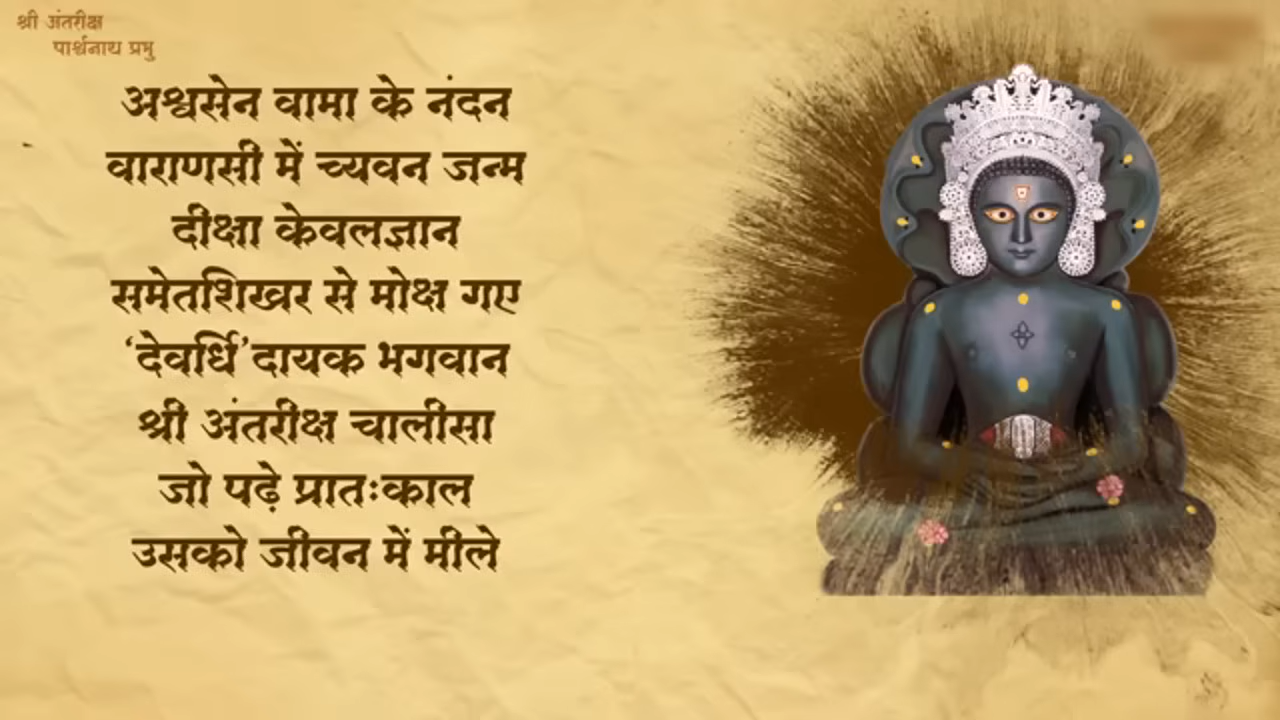 श्री अंतरीक्ष
पार्श्वनाथ प्रभु
अश्वसेन वामा के नंदन
वाराणसी में च्यवन जन्म
दीक्षा केवलज्ञान
समेतशिखर से मोक्ष गए
‘देवर्धि’दायक भगवान
श्री अंतरीक्ष चालीसा
जो पढ़े प्रातःकाल
उसको जीवन में मीले